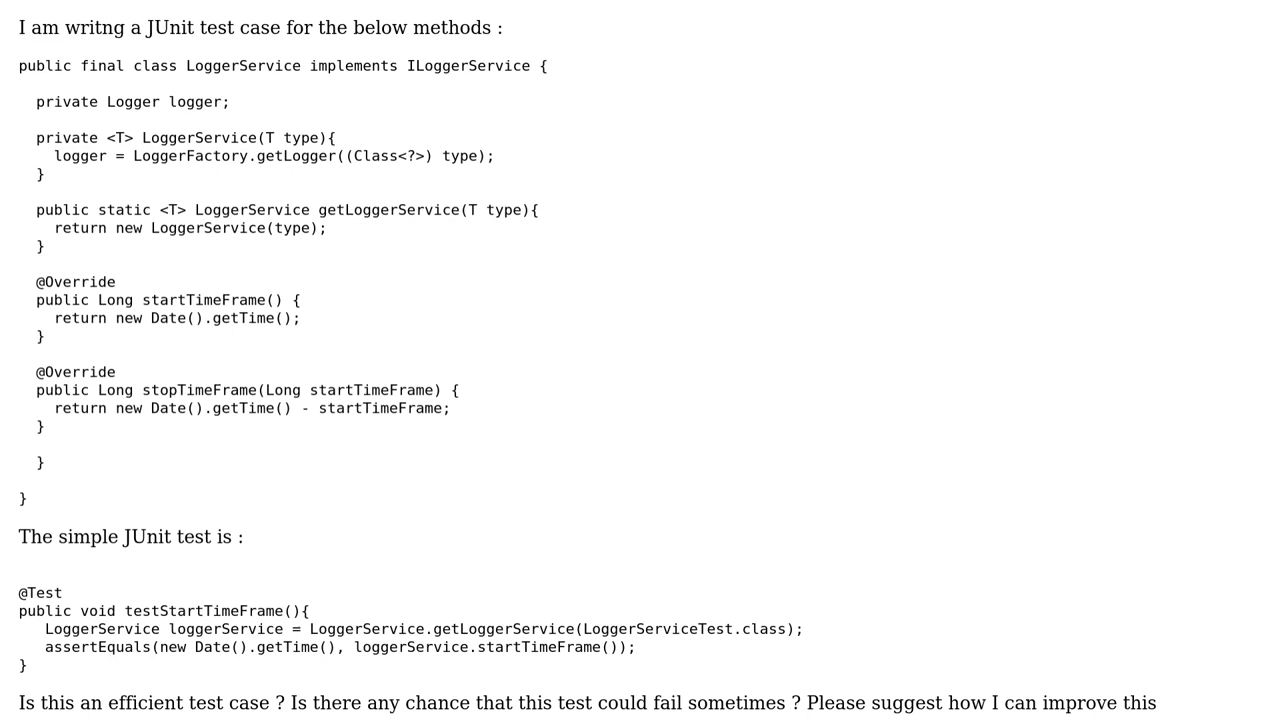 I am writng a JUnit test case for the below methods :
public final class LoggerService implements ILoggerService {
private Logger logger;
private <T> LoggerService(T type){
logger = LoggerFactory.getLogger((Class<?>) type);
}
public static <T> LoggerService getLoggerService(T type){
return new LoggerService(type);
}
@Override
public Long startTimeFrame() {
return new Date().getTime();
}
@Override
public Long stopTimeFrame(Long startTimeFrame) {
return new Date().getTime() - startTimeFrame;
}
}
}
The simple JUnit test is :
@Test
public void testStartTimeFrame(){
LoggerService loggerService = LoggerService.getLoggerService(LoggerServiceTest.class);
assertEquals(new Date().getTime(), loggerService.startTimeFrame());
}
Is this an efficient test case ? Is there any chance that this test could fail sometimes ? Please suggest how I can improve this